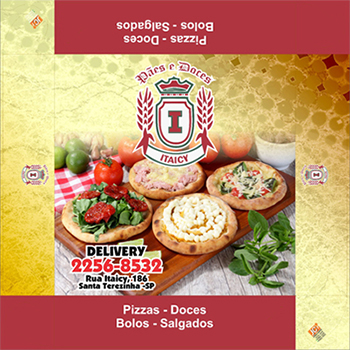 Bolos - Salgados
Pizzas - Doces
Pães e Doces
I
ITAICY
DELIVERY
2256-8532
Rua Itaicy, 186
Santa Terezinha -SP
Pizzas - Doces
Bolos - Salgados